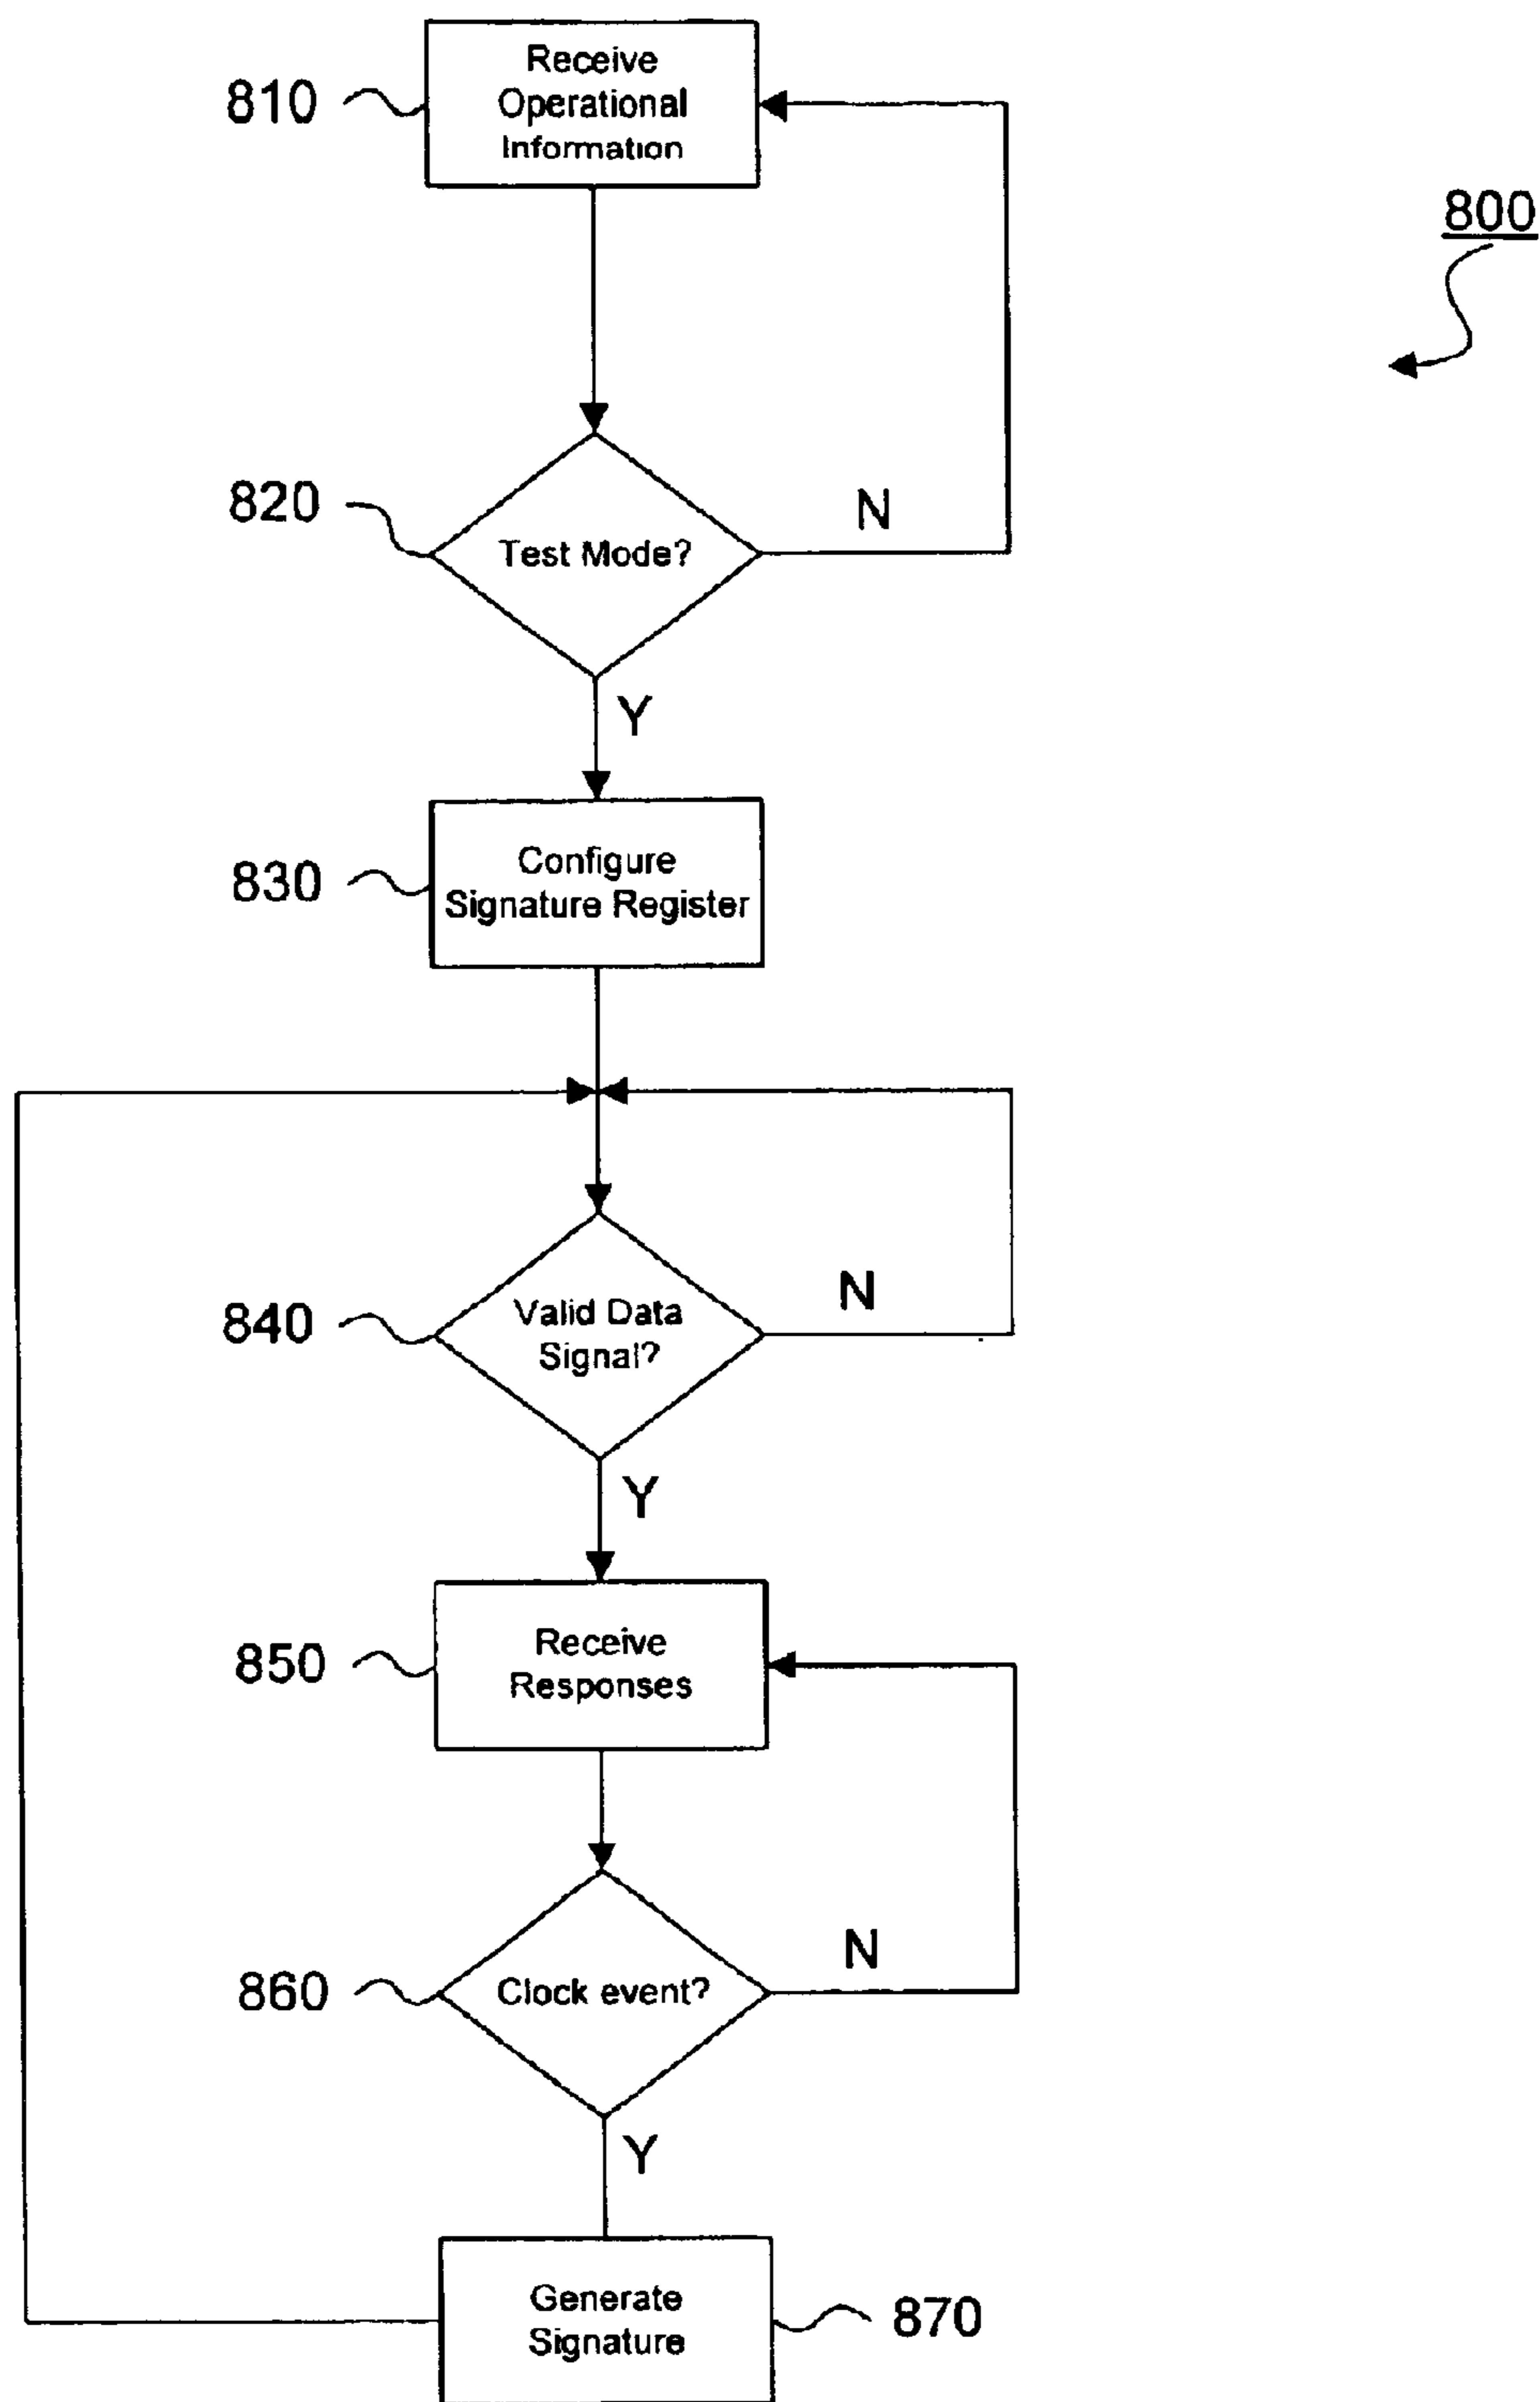 Receive
Operational
Information
810
800
820
Test Mode?
N
Y
830
Configure
Signature Register
840
Valid Data
Signal?
N
Y
850
Receive
Responses
860
Clock event?
N
Y
Generate
Signature
870